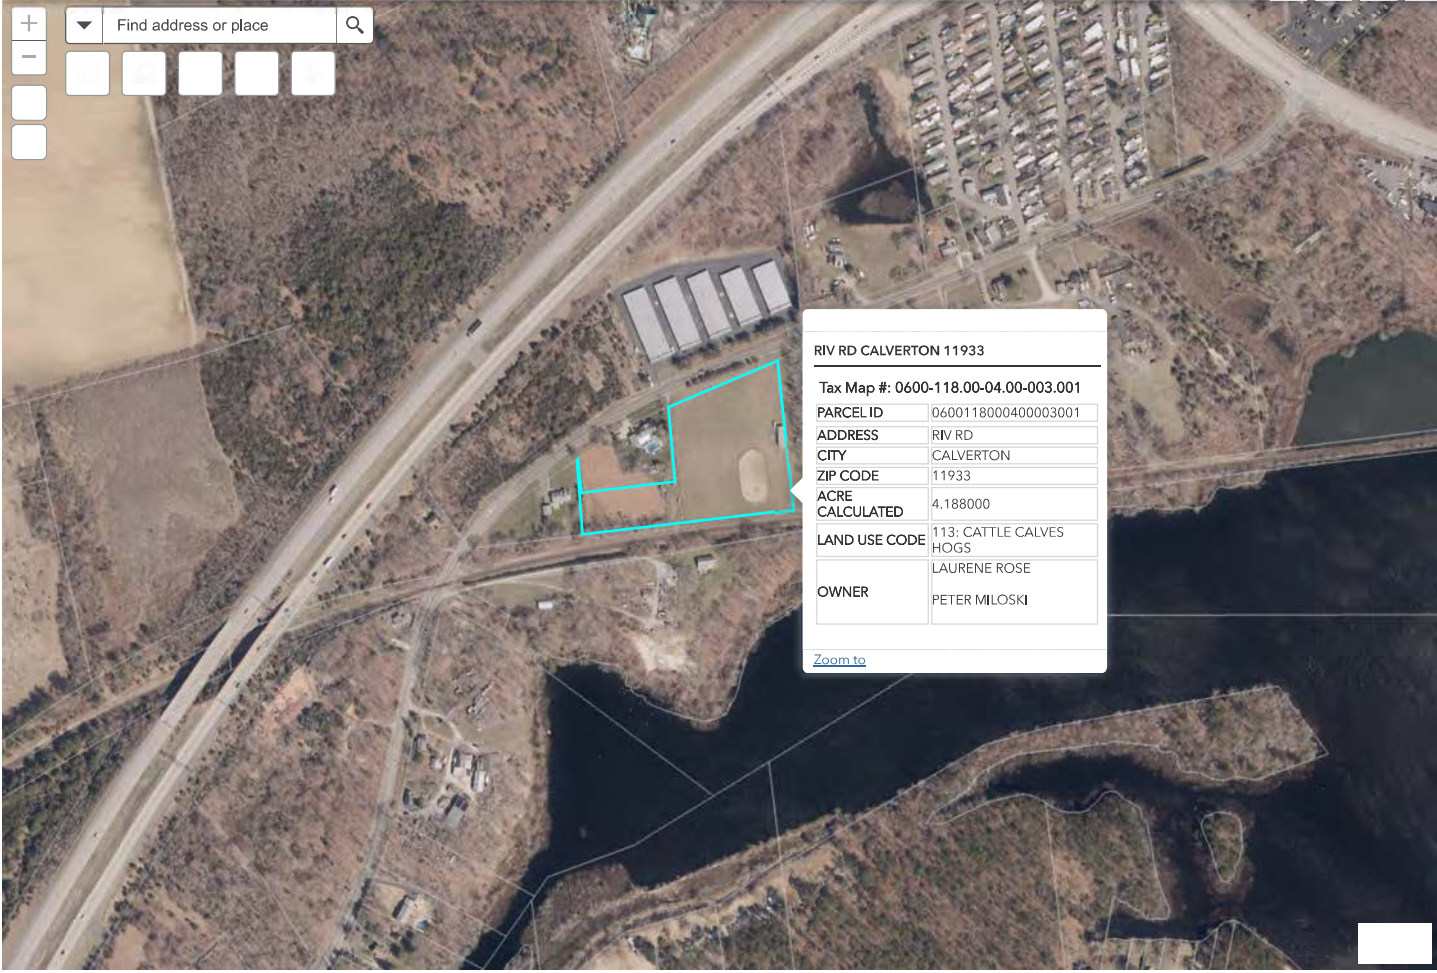 +
Find address or place
−
RIV RD CALVERTON 11933
Tax Map #: 0600-118.00-04.00-003.001
PARCEL ID 0600118000400003001
ADDRESS RIV RD
CITY CALVERTON
ZIP CODE 11933
ACRE CALCULATED 4.188000
LAND USE CODE 113: CATTLE CALVES HOGS
OWNER LAURENE ROSE
PETER MILOSKI
Zoom to